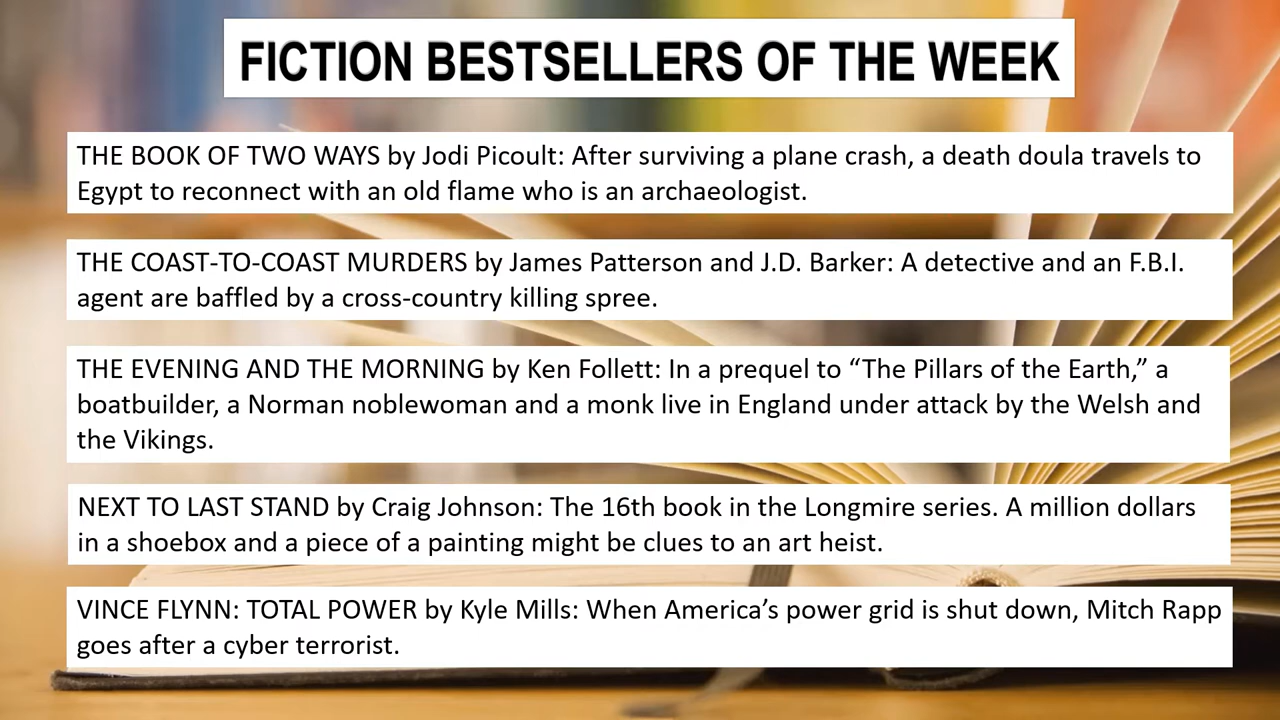 FICTION BESTSELLERS OF THE WEEK
THE BOOK OF TWO WAYS by Jodi Picoult: After surviving a plane crash, a death doula travels to
Egypt to reconnect with an old flame who is an archaeologist.
THE COAST-TO-COAST MURDERS by James Patterson and J.D. Barker: A detective and an F.B.I.
agent are baffled by a cross-country killing spree.
THE EVENING AND THE MORNING by Ken Follett: In a prequel to “The Pillars of the Earth,” a
boatbuilder, a Norman noblewoman and a monk live in England under attack by the Welsh and
the Vikings.
NEXT TO LAST STAND by Craig Johnson: The 16th book in the Longmire series. A million dollars
in a shoebox and a piece of a painting might be clues to an art heist.
VINCE FLYNN: TOTAL POWER by Kyle Mills: When America’s power grid is shut down, Mitch Rapp
goes after a cyber terrorist.